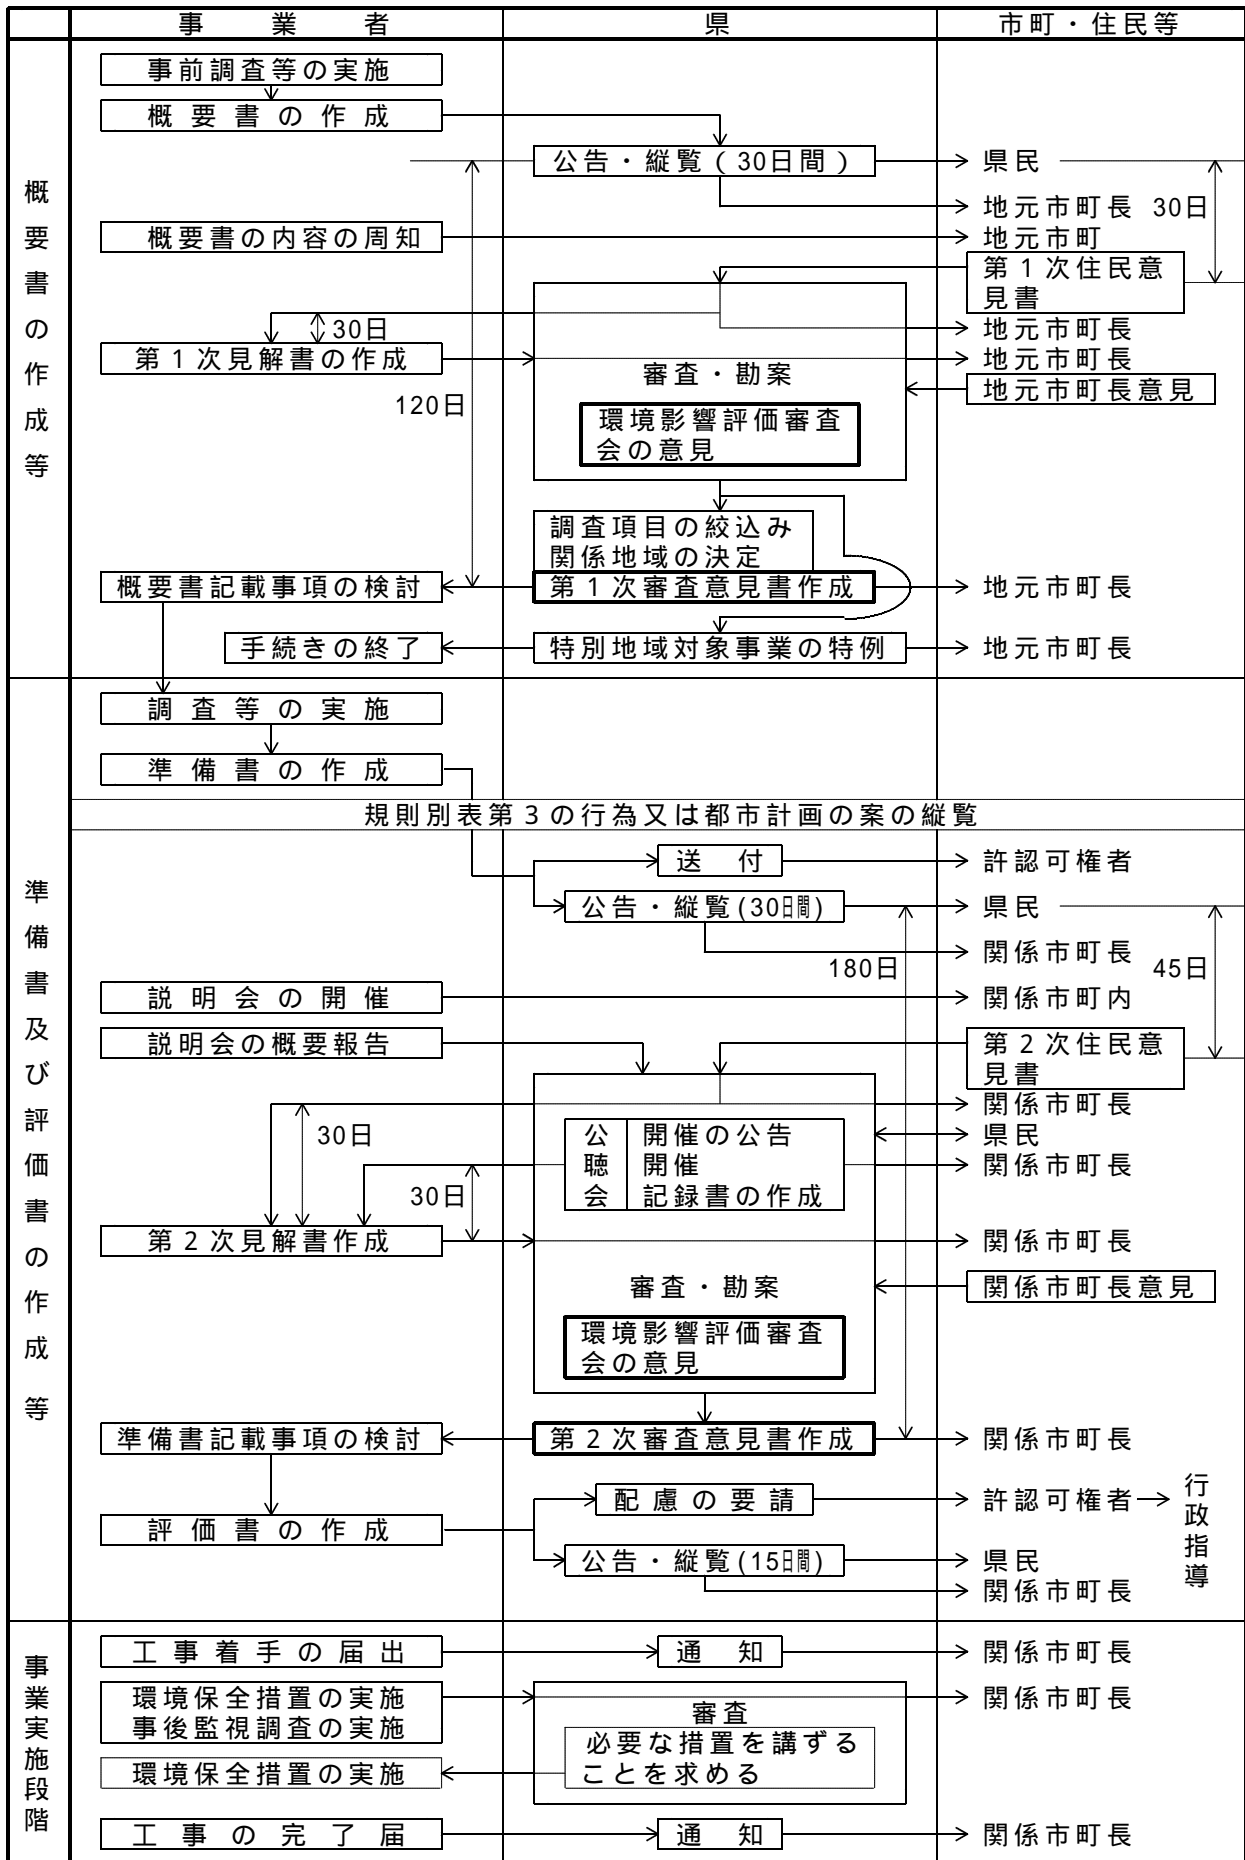 事業者
県
市町・住民等
概要書の作成等
事前調査等の実施
概要書の作成
公告・縦覧(30日間)
県民
地元市町長
30日
概要書の内容の周知
地元市町
第1次住民意
見書
30日
地元市町長
第1次見解書の作成
地元市町長
審査・勘案
地元市町長意見
120日
環境影響評価審査
会の意見
調査項目の絞込み
関係地域の決定
概要書記載事項の検討
第1次審査意見書作成
地元市町長
手続きの終了
特別地域対象事業の特例
地元市町長
準備書及び評価書の作成等
調査等の実施
準備書の作成
規則別表第3の行為又は都市計画の案の縦覧
送付
許認可権者
公告・縦覧(30日間)
県民
関係市町長
180日
45日
説明会の開催
関係市町内
説明会の概要報告
第2次住民意
見書
関係市町長
30日
公聴会
開催の公告
県民
開催
関係市町長
30日
記録書の作成
第2次見解書作成
関係市町長
審査・勘案
関係市町長意見
環境影響評価審査
会の意見
準備書記載事項の検討
第2次審査意見書作成
関係市町長
配慮の要請
許認可権者
行政指導
評価書の作成
公告・縦覧(15日間)
県民
関係市町長
事業実施段階
工事着手の届出
通知
関係市町長
環境保全措置の実施
事後監視調査の実施
関係市町長
審査
必要な措置を講ずる
ことを求める
環境保全措置の実施
工事の完了届
通知
関係市町長